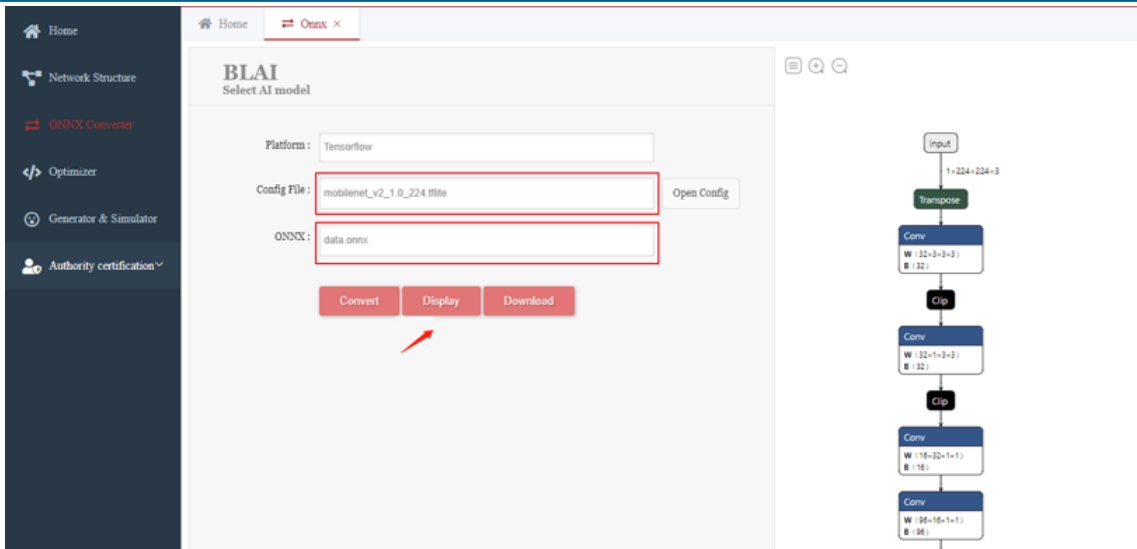 Home
Network Structure
ONNX Converter
Optimizer
Generator & Simulator
Authority certification
Home
Onnx ×
BLAI
Select AI model
Platform :
Tensorflow
Config File :
mobilenet_v2_1.0_224.tflite
Open Config
ONNX :
data.onnx
Convert
Display
Download
input
1×224×224×3
Transpose
Conv
W (32×3×3×3)
B (32)
Clip
Conv
W (32×1×3×3)
B (32)
Clip
Conv
W (16×32×1×1)
B (16)
Conv
W (96×16×1×1)
B (96)